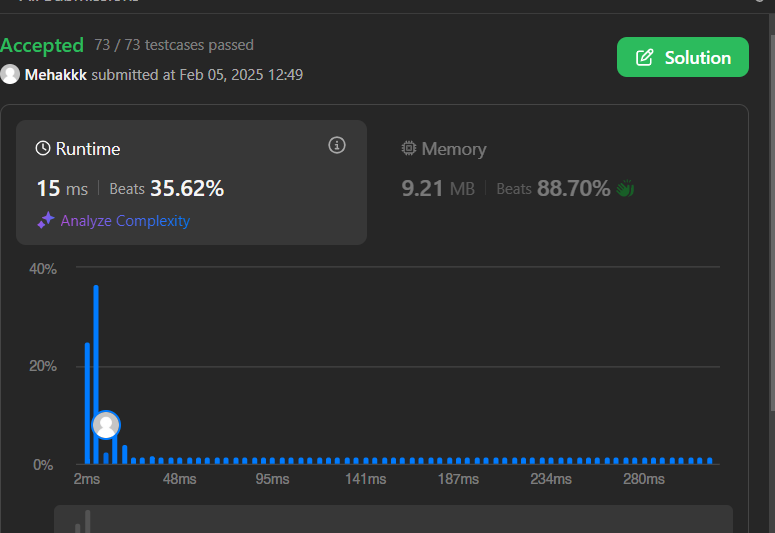 Accepted 73 / 73 testcases passed
Mehakkk submitted at Feb 05, 2025 12:49
Solution
Runtime
15 ms | Beats 35.62%
Analyze Complexity
Memory
9.21 MB | Beats 88.70%
40%
20%
0%
2ms 48ms 95ms 141ms 187ms 234ms 280ms